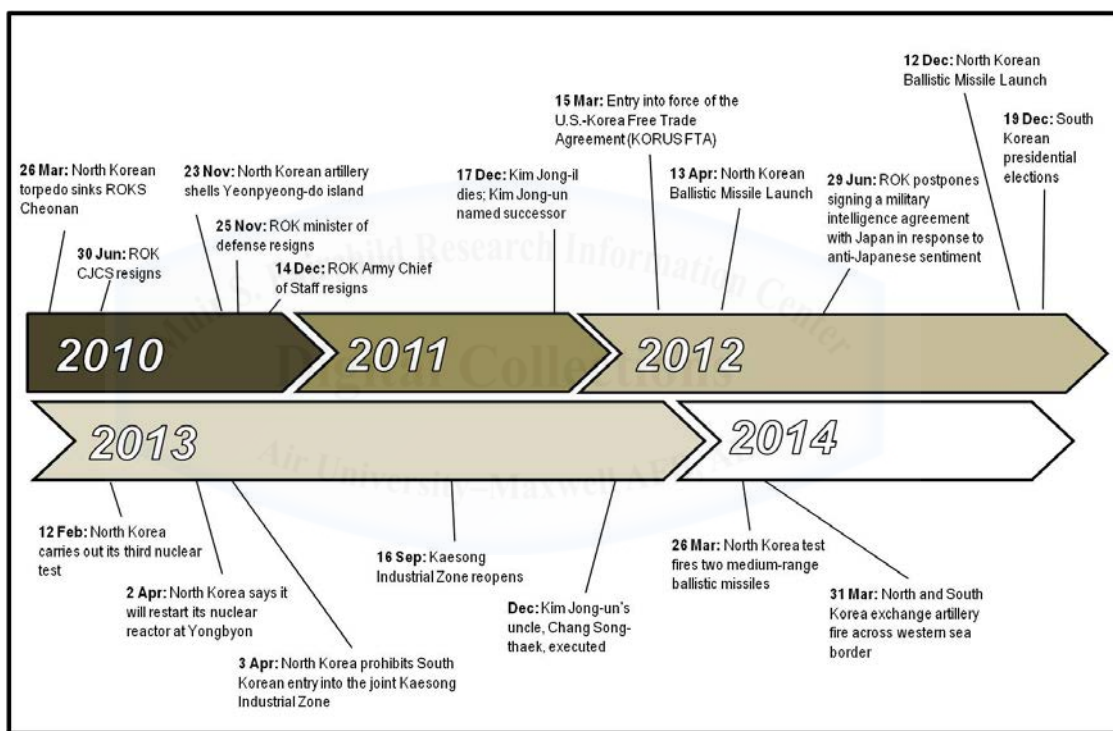 26 Mar: North Korean
torpedo sinks ROKS
Cheonan
30 Jun: ROK
CJCS resigns
23 Nov: North Korean artillery
shells Yeonpyeong-do island
25 Nov: ROK minister of
defense resigns
14 Dec: ROK Army Chief
of Staff resigns
17 Dec: Kim Jong-il
dies; Kim Jong-un
named successor
15 Mar: Entry into force of the
U.S.-Korea Free Trade
Agreement (KORUS FTA)
13 Apr: North Korean
Ballistic Missile Launch
29 Jun: ROK postpones
signing a military
intelligence agreement
with Japan in response to
anti-Japanese sentiment
12 Dec: North Korean
Ballistic Missile Launch
19 Dec: South
Korean
presidential
elections
2010
2011
2012
2013
2014
12 Feb: North Korea
carries out its third nuclear
test
2 Apr: North Korea says it
will restart its nuclear
reactor at Yongbyon
3 Apr: North Korea prohibits South
Korean entry into the joint Kaesong
Industrial Zone
16 Sep: Kaesong
Industrial Zone reopens
Dec: Kim Jong-un's
uncle, Chang Song-
thaek, executed
26 Mar: North Korea test
fires two medium-range
ballistic missiles
31 Mar: North and South
Korea exchange artillery
fire across western sea
border
Muir S. Fairchild Research Information Center
Digital Collections
Air University–Maxwell AFB